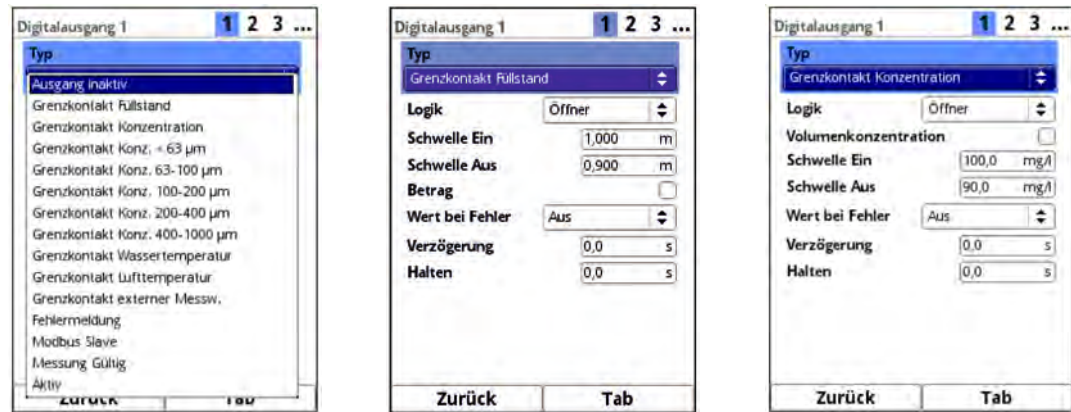 Digitalausgang 1 1 2 3 ...
Typ
Ausgang inaktiv
Grenzkontakt Füllstand
Grenzkontakt Konzentration
Grenzkontakt Konz. < 63 µm
Grenzkontakt Konz. 63-100 µm
Grenzkontakt Konz. 100-200 µm
Grenzkontakt Konz. 200-400 µm
Grenzkontakt Konz. 400-1000 µm
Grenzkontakt Wassertemperatur
Grenzkontakt Lufttemperatur
Grenzkontakt externer Messw.
Fehlermeldung
Modbus Slave
Messung Gültig
Aktiv
Zurück Tab
Digitalausgang 1 1 2 3 ...
Typ
Grenzkontakt Füllstand
Logik Öffner
Schwelle Ein 1,000 m
Schwelle Aus 0,900 m
Betrag
Wert bei Fehler Aus
Verzögerung 0,0 s
Halten 0,0 s
Zurück Tab
Digitalausgang 1 1 2 3 ...
Typ
Grenzkontakt Konzentration
Logik Öffner
Volumenkonzentration
Schwelle Ein 100,0 mg/l
Schwelle Aus 90,0 mg/l
Wert bei Fehler Aus
Verzögerung 0,0 s
Halten 0,0 s
Zurück Tab